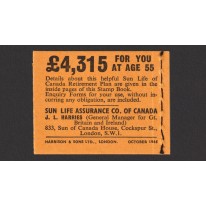 £4,315 FOR YOU
AT AGE 55
Details about this helpful Sun Life of
Canada Retirement Plan are given in
the inside pages of this Stamp Book.
Enquiry Forms for your use, without in-
curring any obligation, are included.
SUN LIFE ASSURANCE CO. OF CANADA
J. L. HARRIES (General Manager for Gt.
Britain and Ireland)
835, Sun of Canada House, Cockspur St.,
London, S.W.1.
HARRISON & SONS LTD., LONDON. OCTOBER